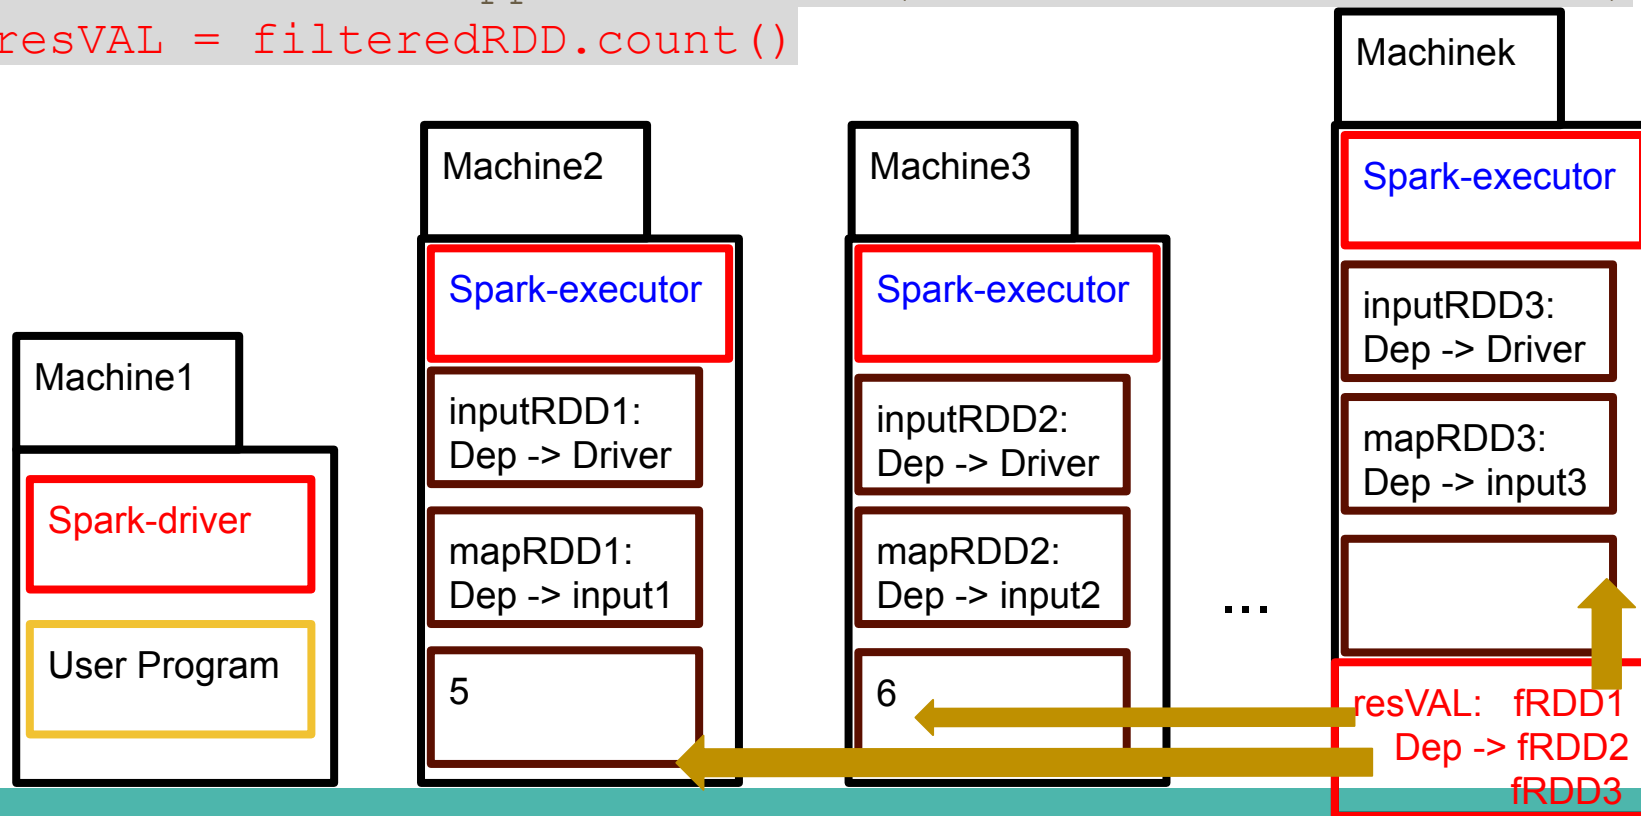 resVAL = filteredRDD.count()
Machine1
Spark-driver
User Program
Machine2
Spark-executor
inputRDD1:
Dep -> Driver
mapRDD1:
Dep -> input1
5
Machine3
Spark-executor
inputRDD2:
Dep -> Driver
mapRDD2:
Dep -> input2
6
...
Machinek
Spark-executor
inputRDD3:
Dep -> Driver
mapRDD3:
Dep -> input3
resVAL: fRDD1
Dep -> fRDD2
fRDD3